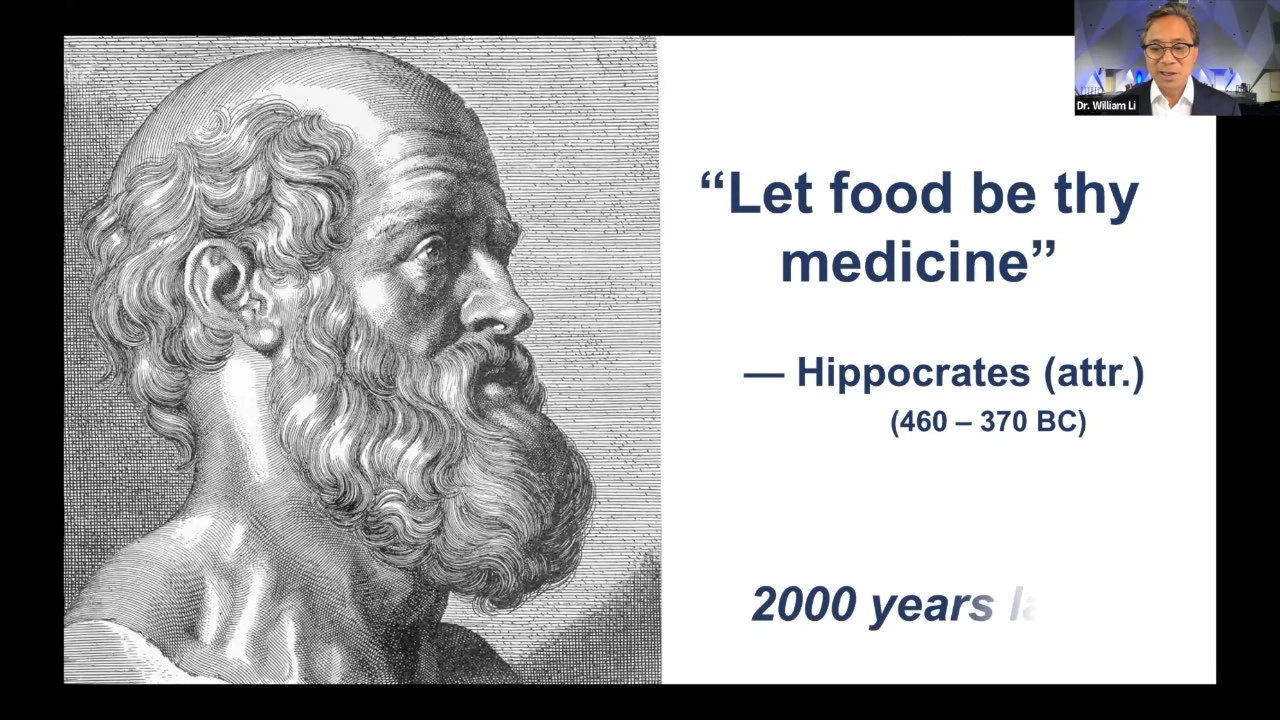 Dr. William Li
“Let food be thy
medicine”
— Hippocrates (attr.)
(460 – 370 BC)
2000 years